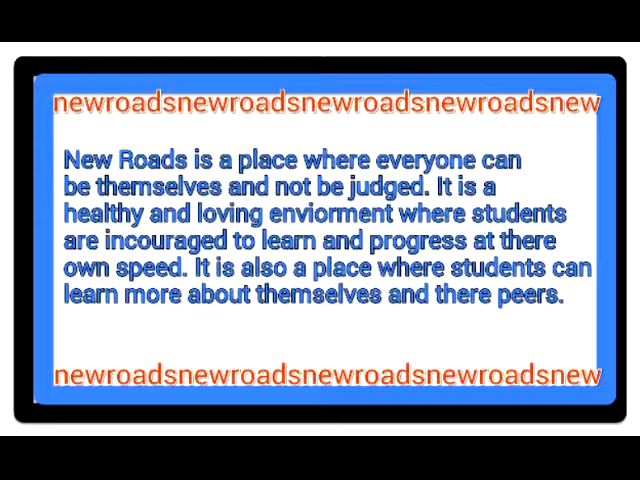 newroadsnewroadsnewroadsnewroadsnew
New Roads is a place where everyone can
be themselves and not be judged. It is a
healthy and loving enviorment where students
are incouraged to learn and progress at there
own speed. It is also a place where students can
learn more about themselves and there peers.
newroadsnewroadsnewroadsnewroadsnew